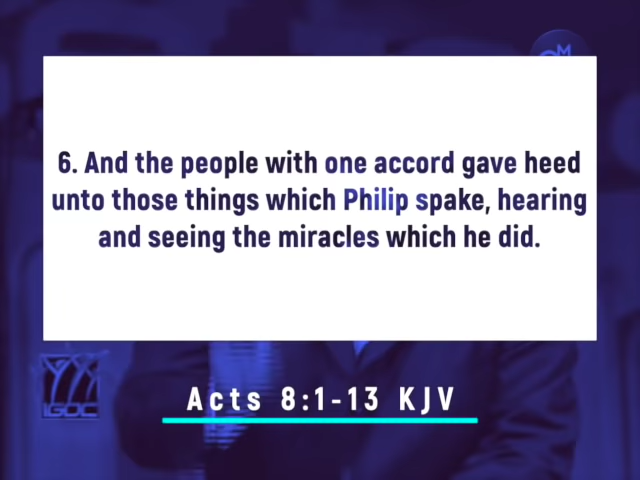 M
6. And the people with one accord gave heed
unto those things which Philip spake, hearing
and seeing the miracles which he did.
IGOC
Acts 8:1-13 KJV